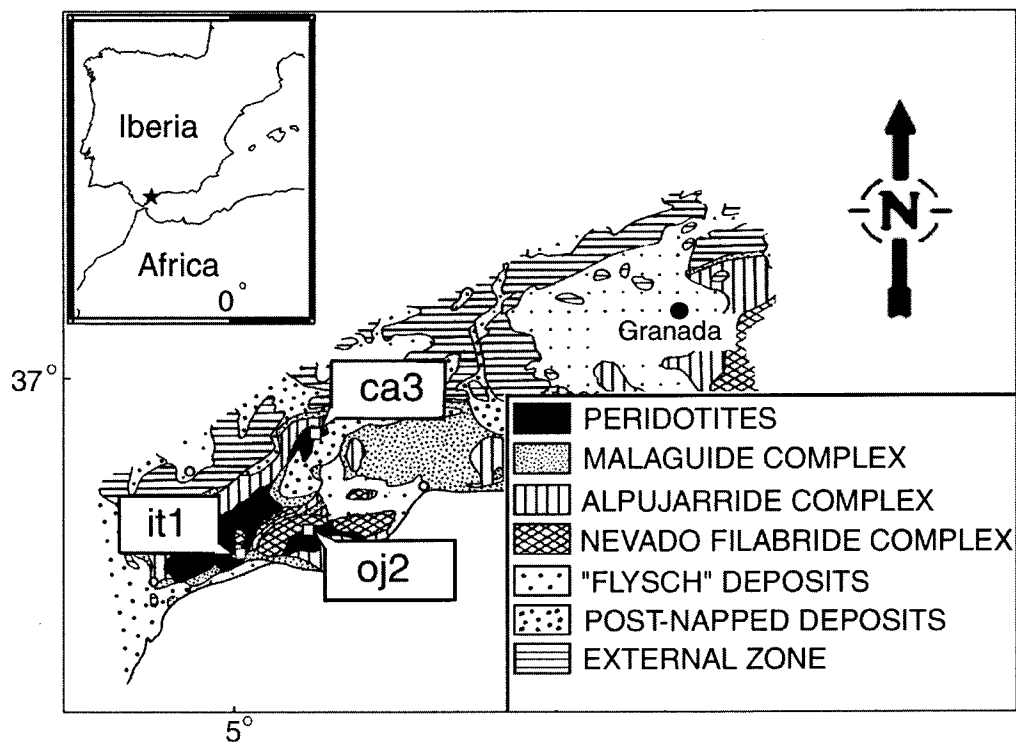 Iberia
Africa
0°
N
Granada
37°
ca3
it1
oj2
PERIDOTITES
MALAGUIDE COMPLEX
ALPUJARRIDE COMPLEX
NEVADO FILABRIDE COMPLEX
"FLYSCH" DEPOSITS
POST-NAPPED DEPOSITS
EXTERNAL ZONE
5°